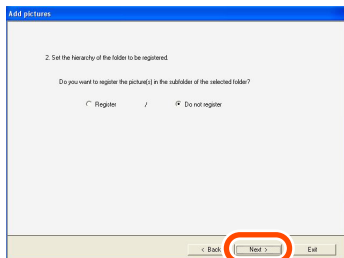 Add pictures
2. Set the hierarchy of the folder to be registered.
Do you want to register the picture(s) in the subfolder of the selected folder?
Register / Do not register
< Back Next > Exit